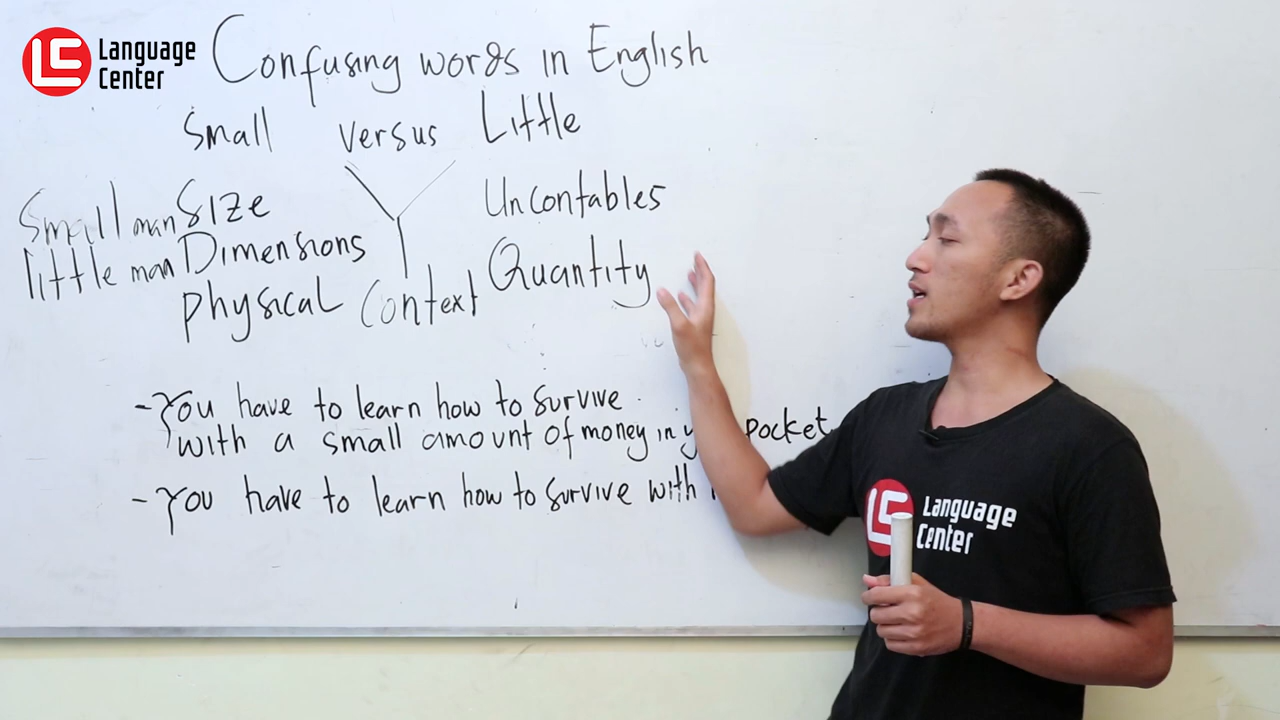 Language
Center
Confusing words in English
Small versus Little
Small man Size Uncontables
little man Dimensions Quantity
Physical Context
- You have to learn how to survive
with a small amount of money in pocket
- You have to learn how to survive with
Language
Center